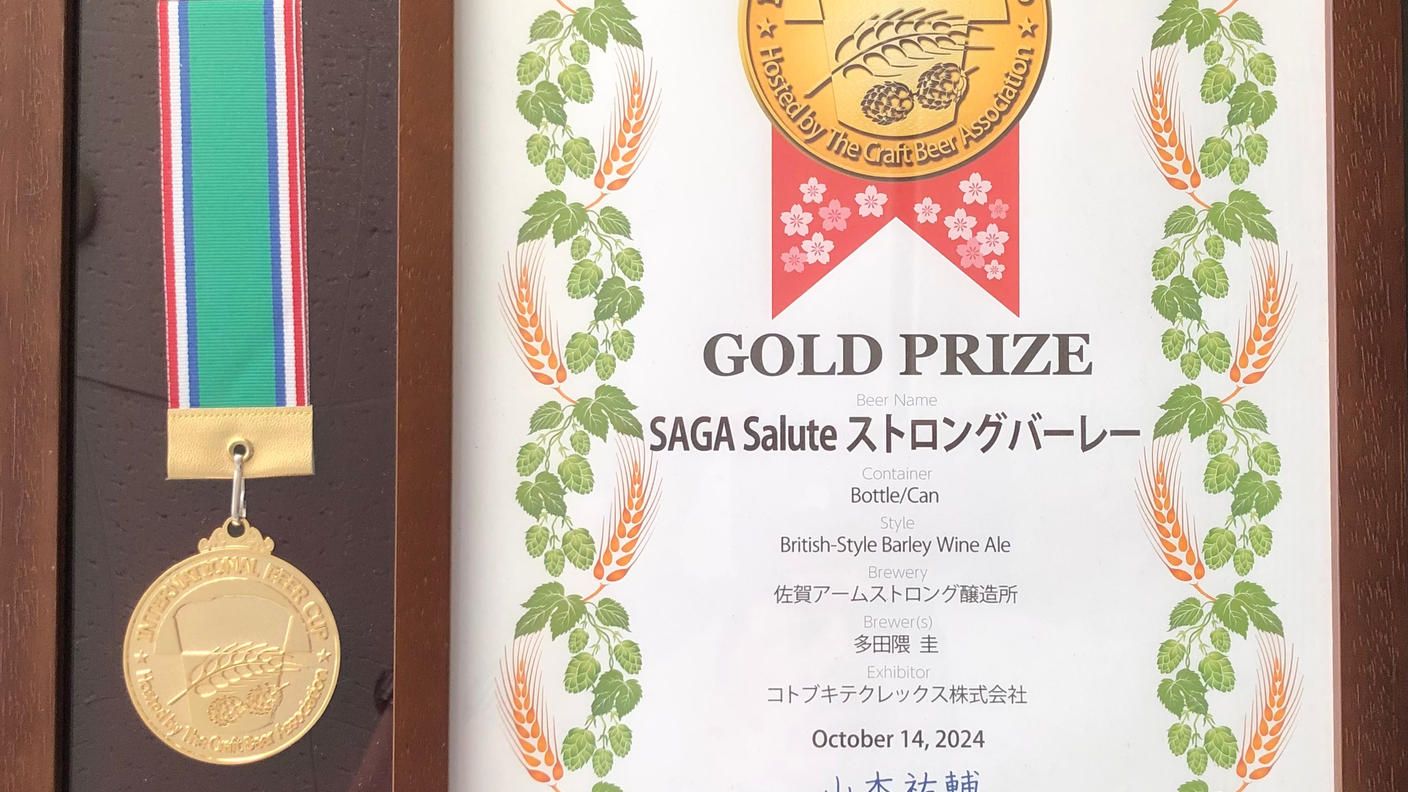 INTERNATIONAL BEER CUP
Hosted by The Craft Beer Association
Hosted by The Craft Beer Association
GOLD PRIZE
Beer Name
SAGA Salute ストロングバーレー
Container
Bottle/Can
Style
British-Style Barley Wine Ale
Brewery
佐賀アームストロング醸造所
Brewer(s)
多田隈 圭
Exhibitor
コトブキテクレックス株式会社
October 14, 2024
山本祐輔